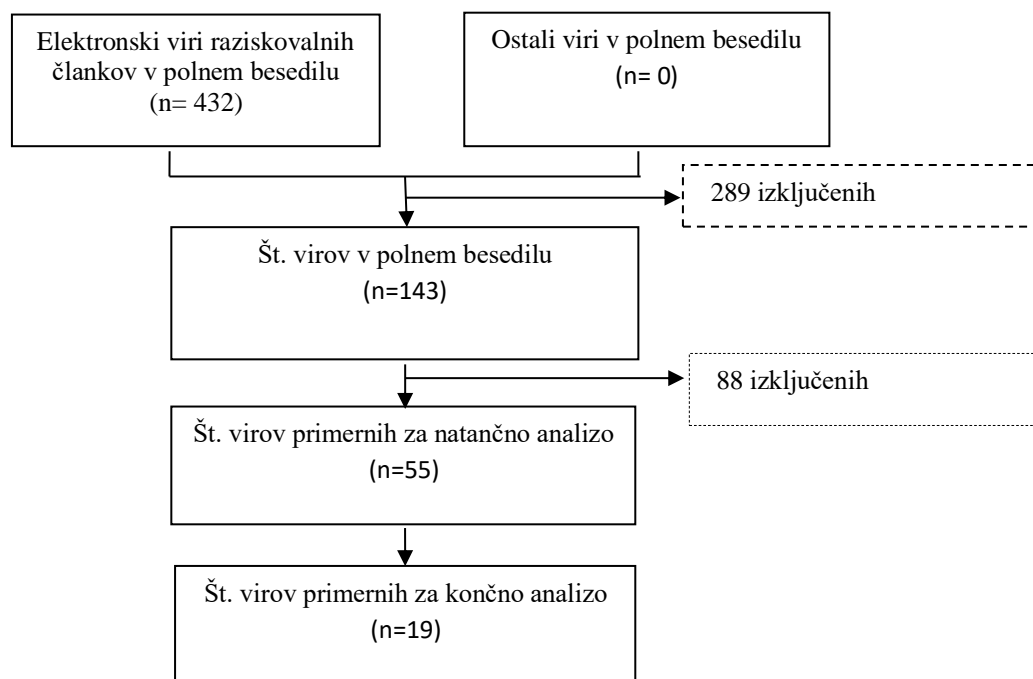 Elektronski viri raziskovalnih
člankov v polnem besedilu
(n= 432)
Ostali viri v polnem besedilu
(n= 0)
289 izključenih
Št. virov v polnem besedilu
(n=143)
88 izključenih
Št. virov primernih za natančno analizo
(n=55)
Št. virov primernih za končno analizo
(n=19)